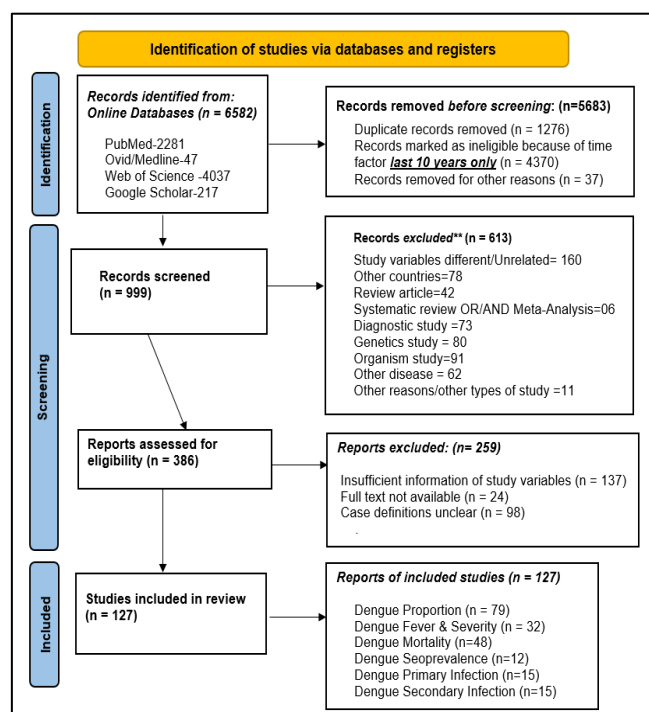 Identification of studies via databases and registers
Identification
Records identified from:
Online Databases (n = 6582)
PubMed-2281
Ovid/Medline-47
Web of Science -4037
Google Scholar-217
Records removed before screening: (n=5683)
Duplicate records removed (n = 1276)
Records marked as ineligible because of time
factor last 10 years only (n = 4370)
Records removed for other reasons (n = 37)
Screening
Records screened
(n = 999)
Records excluded** (n = 613)
Study variables different/Unrelated= 160
Other countries=78
Review article=42
Systematic review OR/AND Meta-Analysis=06
Diagnostic study =73
Genetics study = 80
Organism study=91
Other disease = 62
Other reasons/other types of study =11
Reports assessed for
eligibility (n = 386)
Reports excluded: (n= 259)
Insufficient information of study variables (n = 137)
Full text not available (n = 24)
Case definitions unclear (n = 98)
.
Included
Studies included in review
(n = 127)
Reports of included studies (n = 127)
Dengue Proportion (n = 79)
Dengue Fever & Severity (n = 32)
Dengue Mortality (n=48)
Dengue Seoprevalence (n=12)
Dengue Primary Infection (n=15)
Dengue Secondary Infection (n=15)